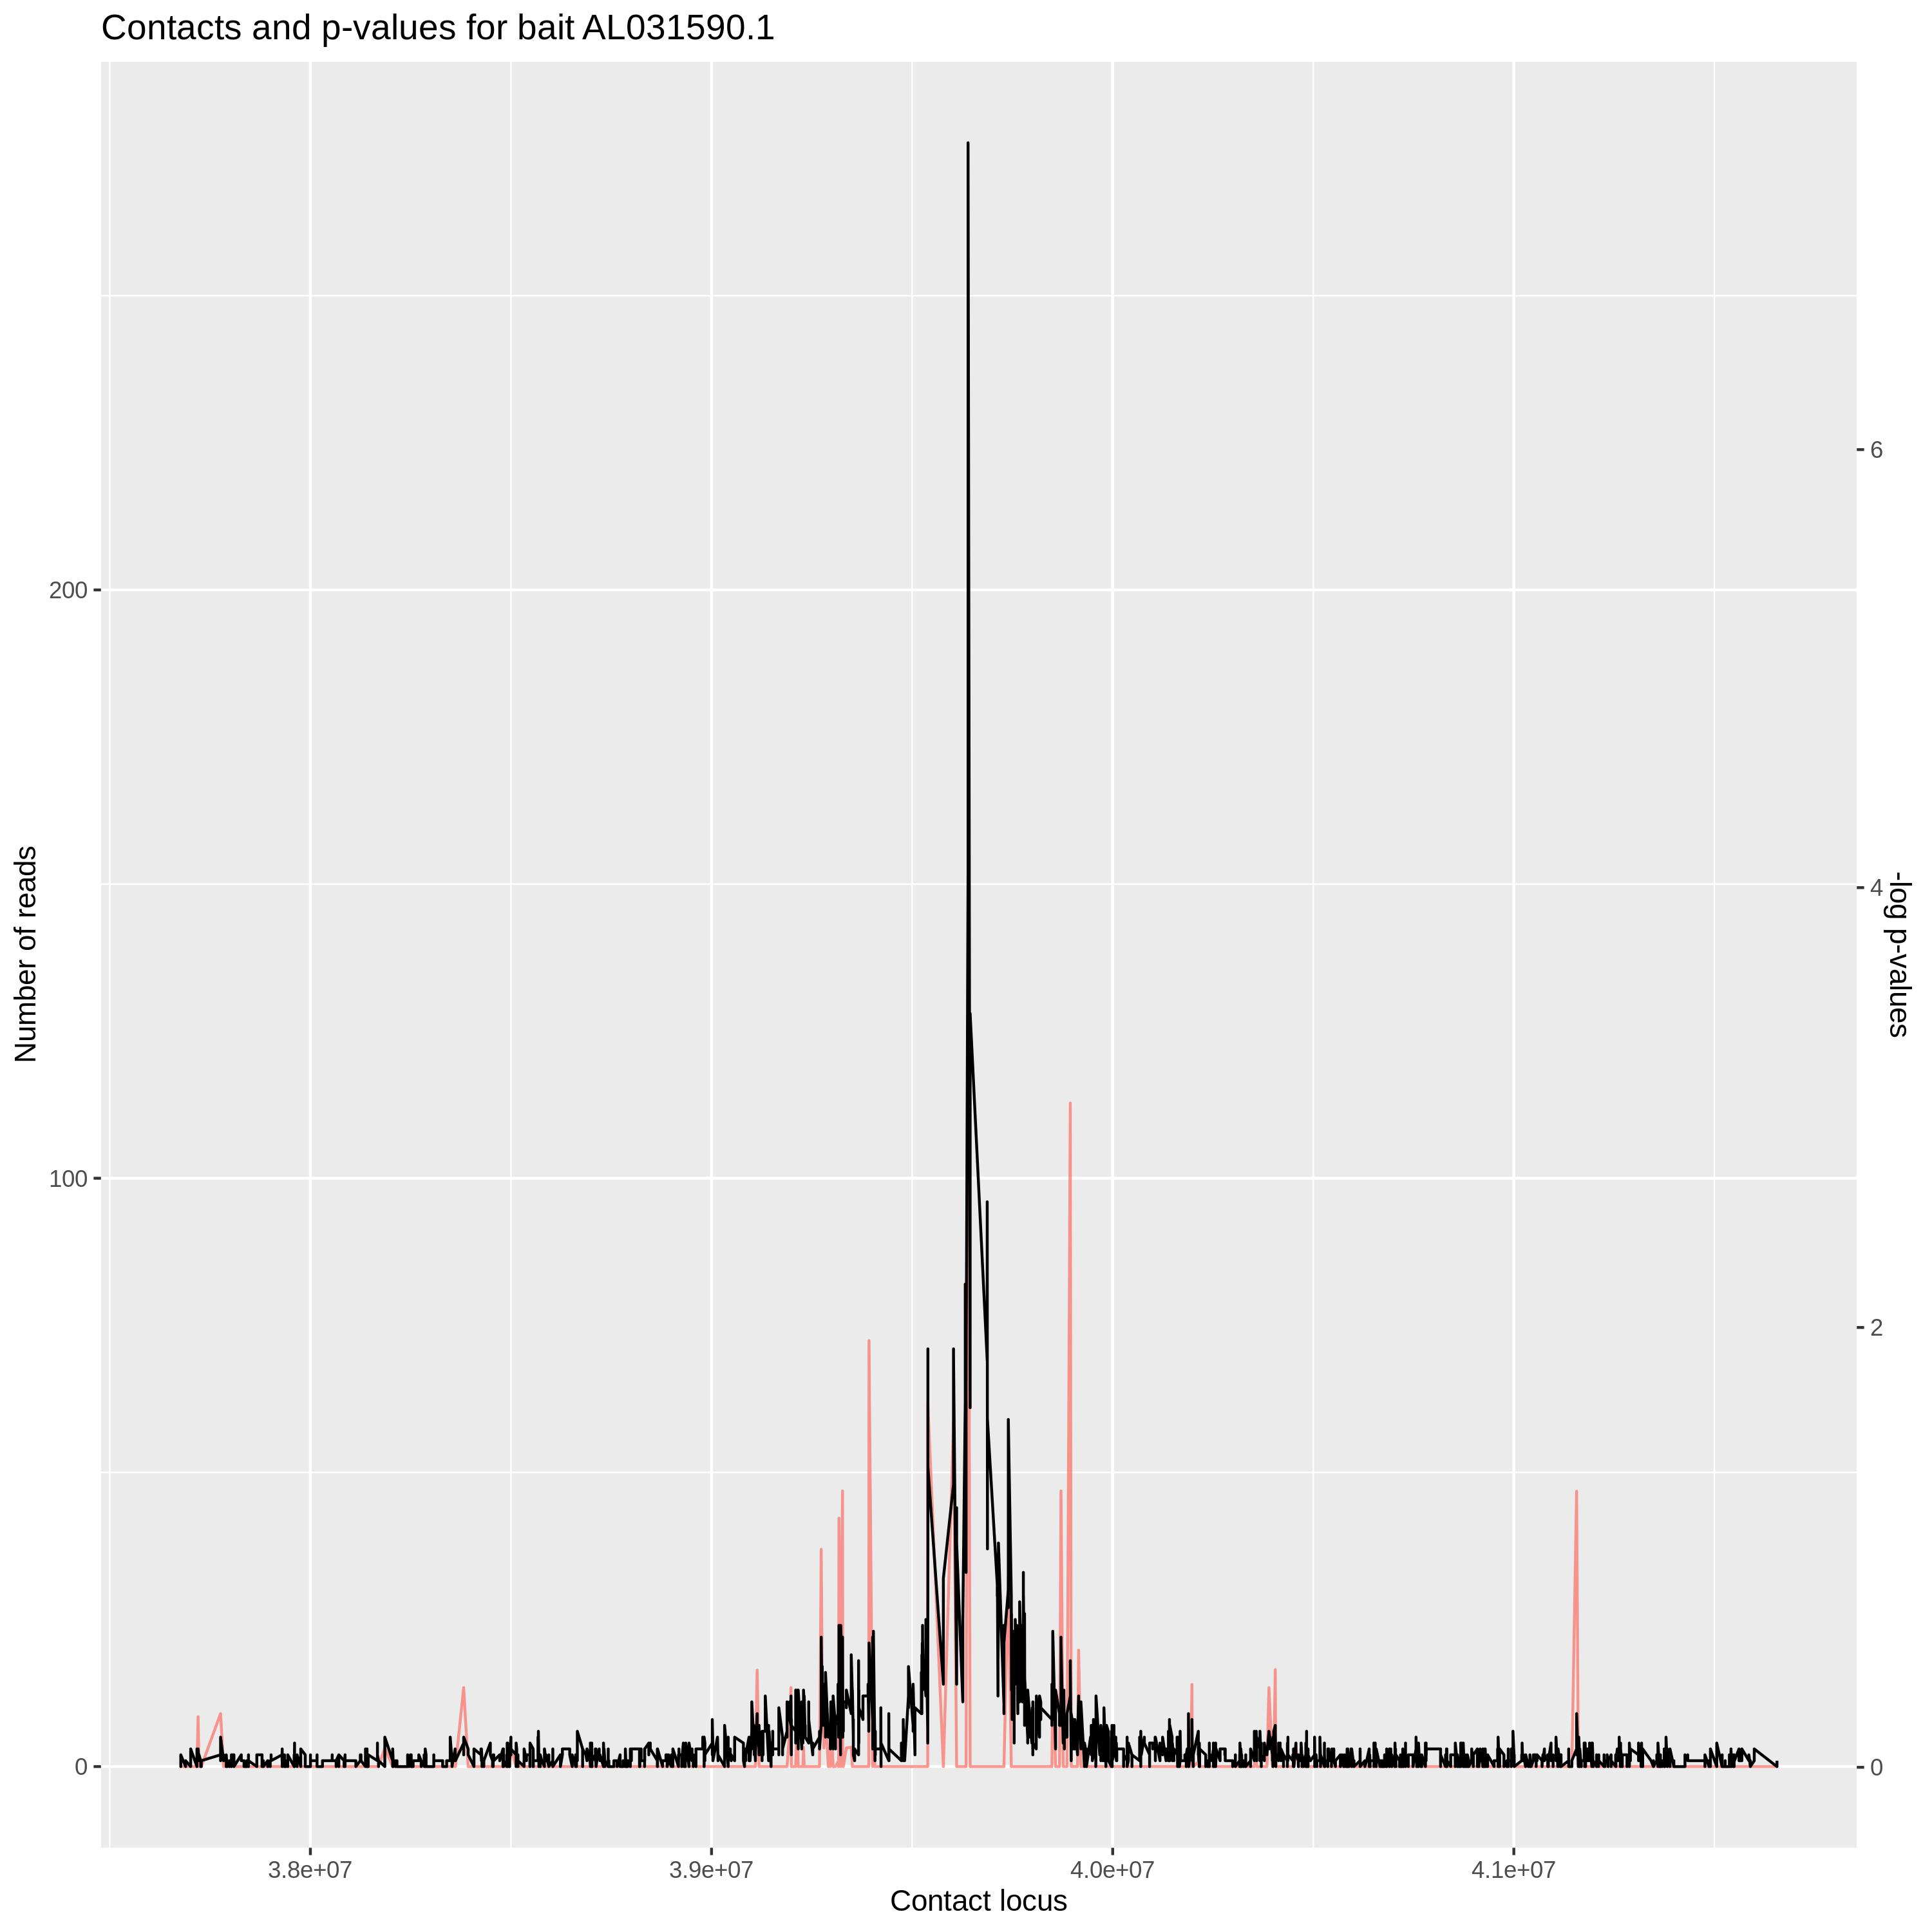 Contacts and p-values for bait AL031590.1
Number of reads
200
100
0
6
4
2
0
-log p-values
3.8e+07
3.9e+07
4.0e+07
4.1e+07
Contact locus